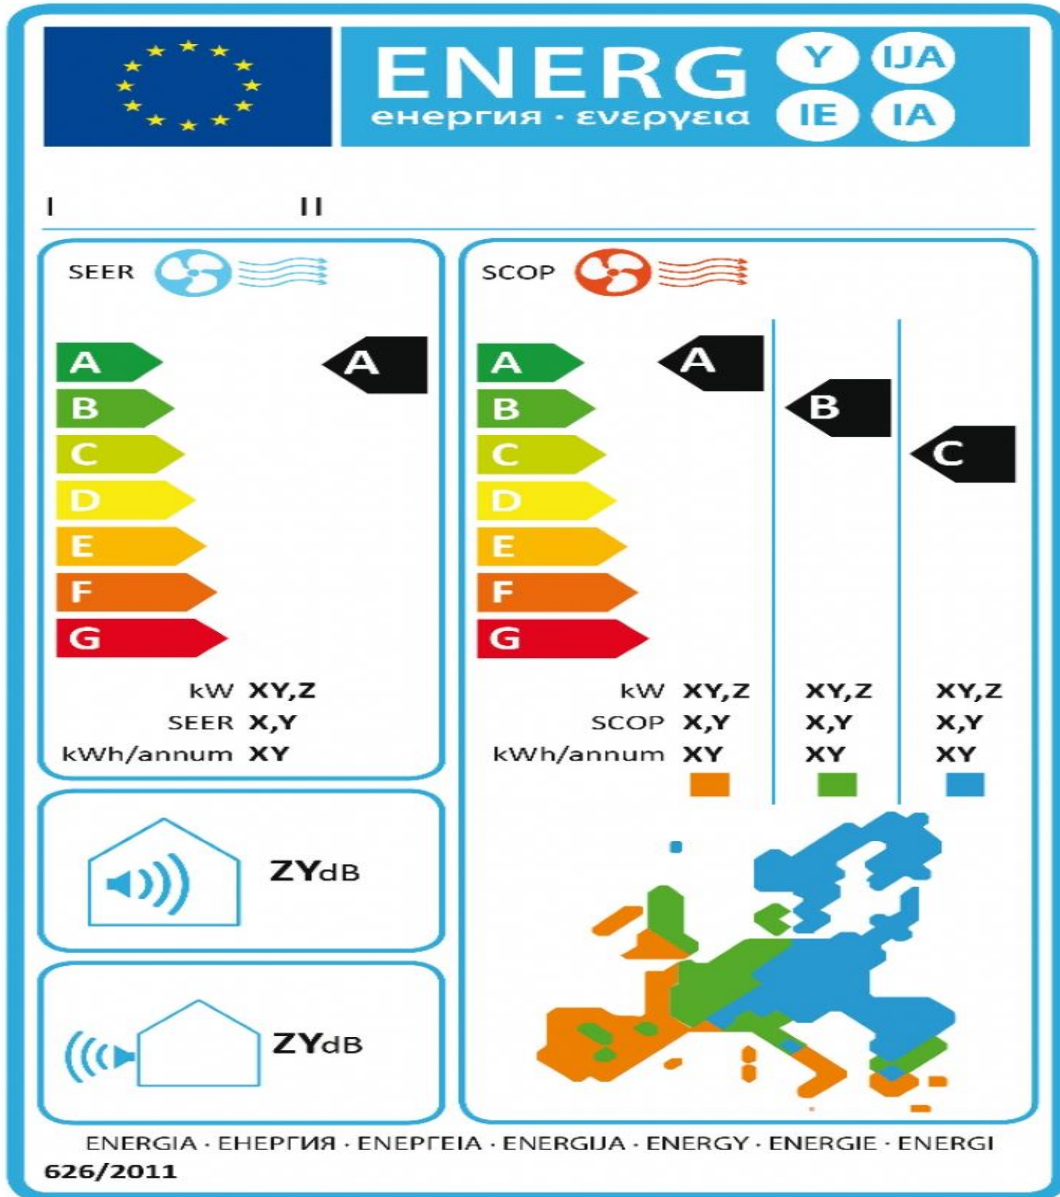 ENERG Y IJA
енергия · ενεργεια IE IA
I II
SEER
A A
B
C
D
E
F
G
kW XY,Z
SEER X,Y
kWh/annum XY
SCOP
A A
B B
C C
D
E
F
G
kW XY,Z XY,Z XY,Z
SCOP X,Y X,Y X,Y
kWh/annum XY XY XY
ZYdB
ZYdB
ENERGIA · ЕНЕРГИЯ · ΕΝΕΡΓΕΙΑ · ENERGIJA · ENERGY · ENERGIE · ENERGI
626/2011